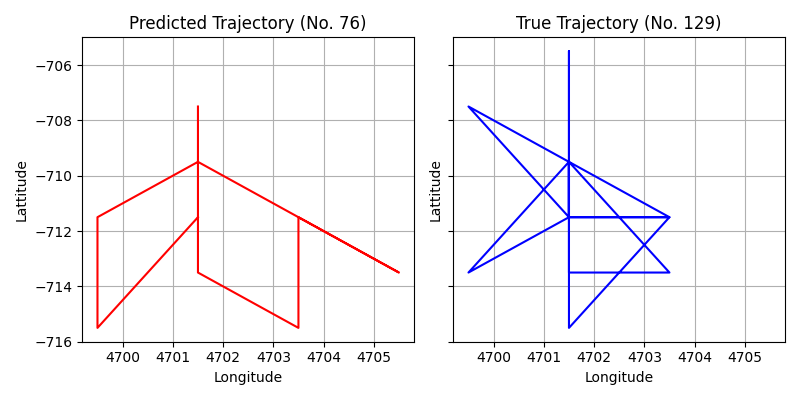 Predicted Trajectory (No. 76)
True Trajectory (No. 129)
−706
−708
−710
−712
−714
−716
Lattitude
Lattitude
4700 4701 4702 4703 4704 4705
4700 4701 4702 4703 4704 4705
Longitude
Longitude